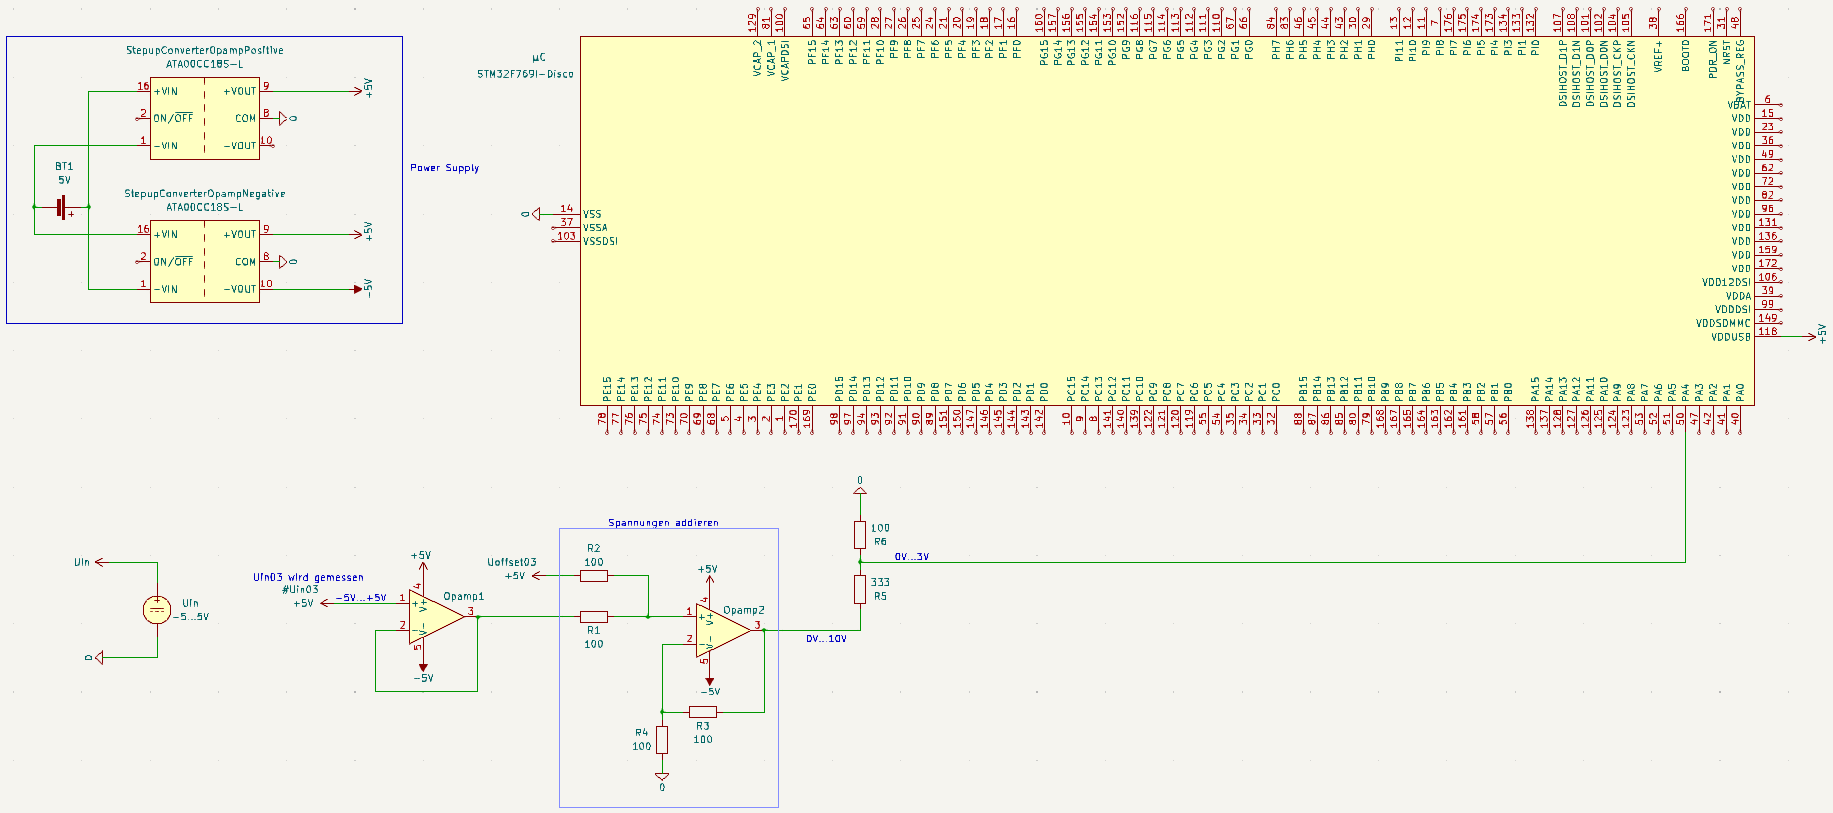 StepupConverterOpampPositive
ATA00CC18S-L
16 +VIN
2 ON/OFF
1 -VIN
+VOUT 9
COM 8
-VOUT 10
+5V
0
BT1
5V
+
Power Supply
StepupConverterOpampNegative
ATA00CC18S-L
16 +VIN
2 ON/OFF
1 -VIN
+VOUT 9
COM 8
-VOUT 10
+5V
0
-5V
µC
STM32F769I-Disco
129 81 100
VCAP_2 VCAP_1 VCAPDSI
65 64 63 60 59 28 27 26 25 24 21 20 19 18 17 16
PF15 PF14 PF13 PF12 PF11 PF10 PF9 PF8 PF7 PF6 PF5 PF4 PF3 PF2 PF1 PF0
160 157 156 155 154 153 152 116 115 114 113 112 111 110 67 66
PG15 PG14 PG13 PG12 PG11 PG10 PG9 PG8 PG7 PG6 PG5 PG4 PG3 PG2 PG1 PG0
84 83 46 45 44 43 30 29
PH7 PH6 PH5 PH4 PH3 PH2 PH1 PH0
13 12 11 7 176 175 174 173 134 133 132
PI11 PI10 PI9 PI8 PI7 PI6 PI5 PI4 PI3 PI1 PI0
107 108 101 102 104 105
DSIHOST_D1P DSIHOST_D1N DSIHOST_D0P DSIHOST_D0N DSIHOST_CKP DSIHOST_CKN
38 166 171 31 48
VREF+ BOOT0 PDR_ON NRST BYPASS_REG
0
14 VSS
37 VSSA
103 VSSDSI
VBAT 6
VDD 15
VDD 23
VDD 36
VDD 49
VDD 62
VDD 72
VDD 82
VDD 96
VDD 131
VDD 136
VDD 159
VDD 172
VDD12DSI 106
VDDA 39
VDDDSI 99
VDDSDMMC 149
VDDUSB 118
+5V
PE15 PE14 PE13 PE12 PE11 PE10 PE9 PE8 PE7 PE6 PE5 PE4 PE3 PE2 PE1 PE0
78 77 76 75 74 73 70 69 68 5 4 3 2 1 170 169
PD15 PD14 PD13 PD12 PD11 PD10 PD9 PD8 PD7 PD6 PD5 PD4 PD3 PD2 PD1 PD0
98 97 94 93 92 91 90 89 151 150 147 146 145 144 143 142
PC15 PC14 PC13 PC12 PC11 PC10 PC9 PC8 PC7 PC6 PC5 PC4 PC3 PC2 PC1 PC0
10 9 8 141 140 139 122 121 120 119 55 54 35 34 33 32
PB15 PB14 PB13 PB12 PB11 PB10 PB9 PB8 PB7 PB6 PB5 PB4 PB3 PB2 PB1 PB0
88 87 86 85 80 79 168 167 165 164 163 162 161 58 57 56
PA15 PA14 PA13 PA12 PA11 PA10 PA9 PA8 PA7 PA6 PA5 PA4 PA3 PA2 PA1 PA0
138 137 128 127 126 125 124 123 53 52 51 50 47 42 41 40
Uin
+
Uin
-5...5V
0
Uin03 wird gemessen
#Uin03
+5V
-5V...+5V
+5V
4
Opamp1
1 + V+
2 - V-
3
5
-5V
Spannungen addieren
Uoffset03
+5V
R2
100
R1
100
+5V
4
Opamp2
1 + V+
2 - V-
3
5
-5V
R3
100
R4
100
0
0V...10V
0
100
R6
0V...3V
333
R5